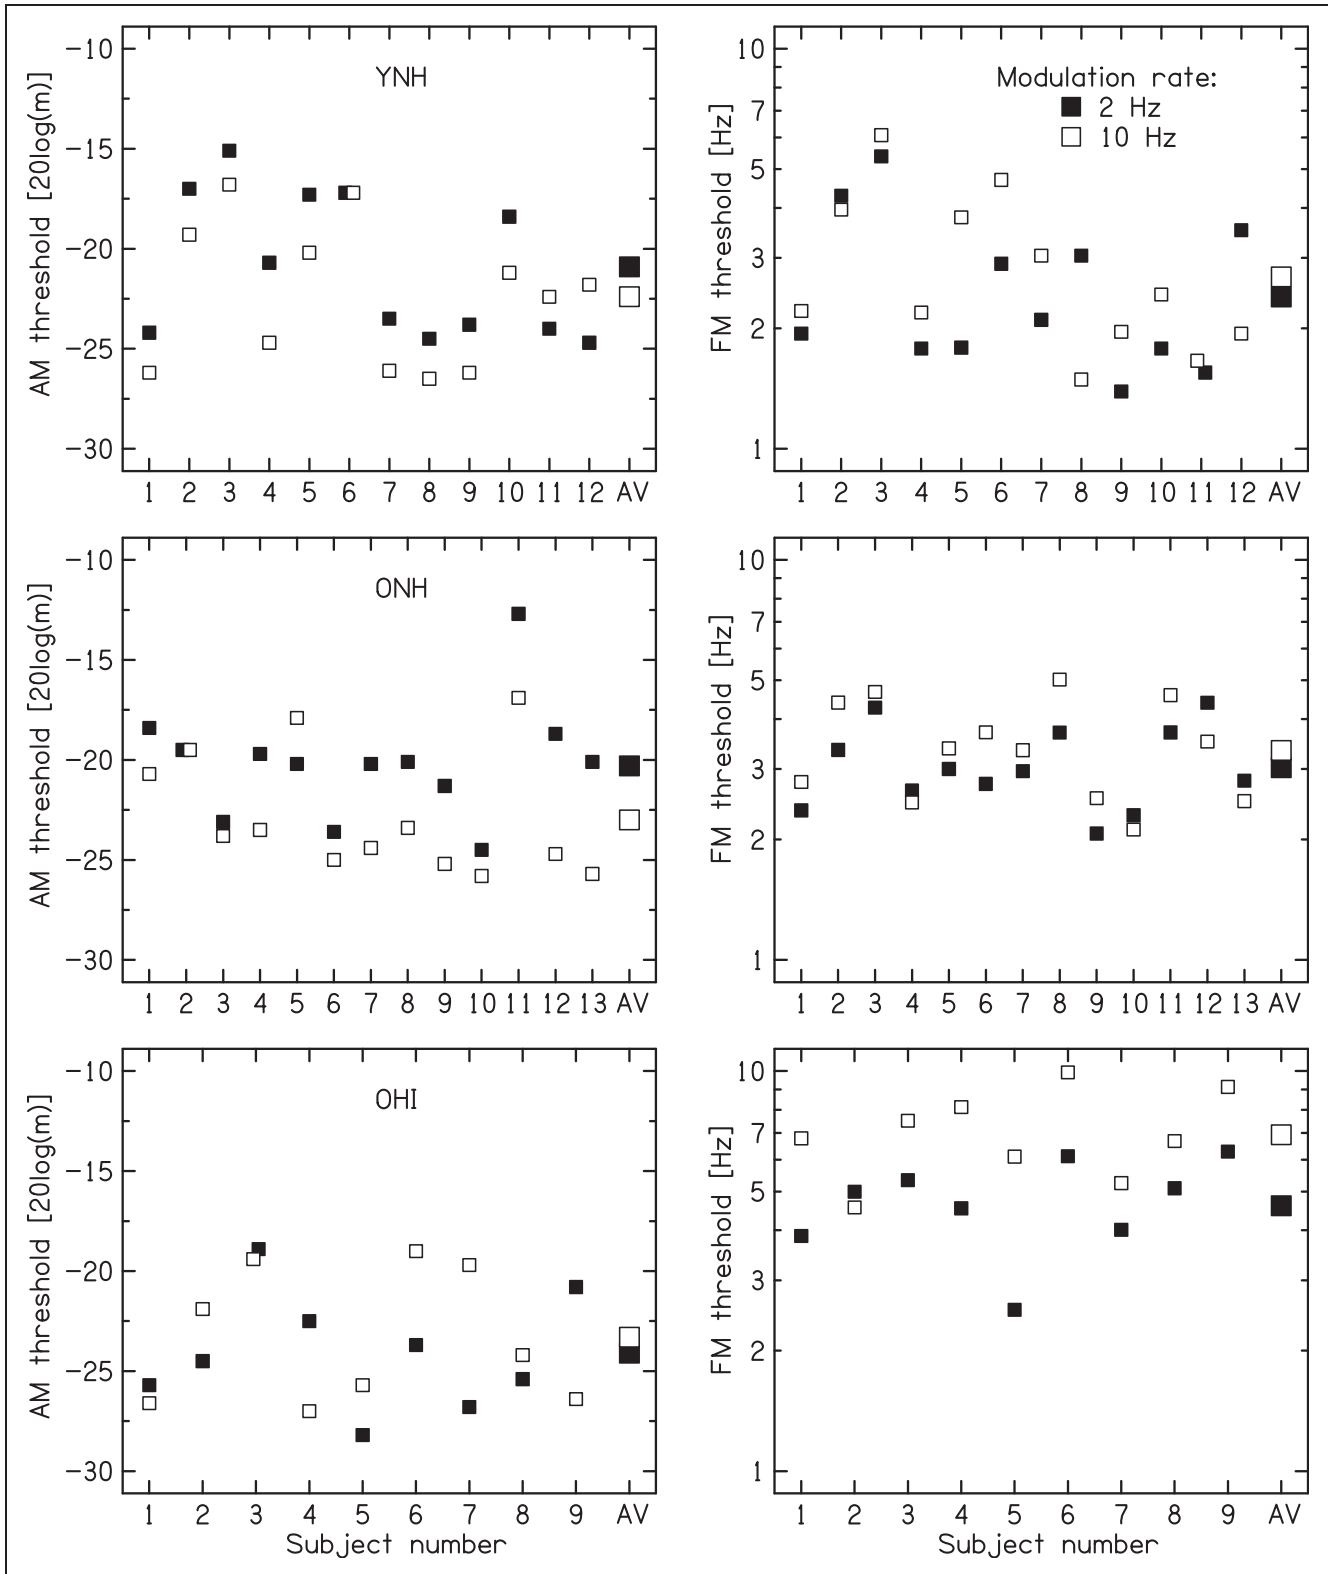 YNH
AM threshold [20log(m)]
−10
−15
−20
−25
−30
1 2 3 4 5 6 7 8 9 10 11 12 AV
Modulation rate:
2 Hz
10 Hz
FM threshold [Hz]
10
7
5
3
2
1
1 2 3 4 5 6 7 8 9 10 11 12 AV
ONH
AM threshold [20log(m)]
−10
−15
−20
−25
−30
1 2 3 4 5 6 7 8 9 10 11 12 13 AV
FM threshold [Hz]
10
7
5
3
2
1
1 2 3 4 5 6 7 8 9 10 11 12 13 AV
OHI
AM threshold [20log(m)]
−10
−15
−20
−25
−30
1 2 3 4 5 6 7 8 9 AV
Subject number
FM threshold [Hz]
10
7
5
3
2
1
1 2 3 4 5 6 7 8 9 AV
Subject number